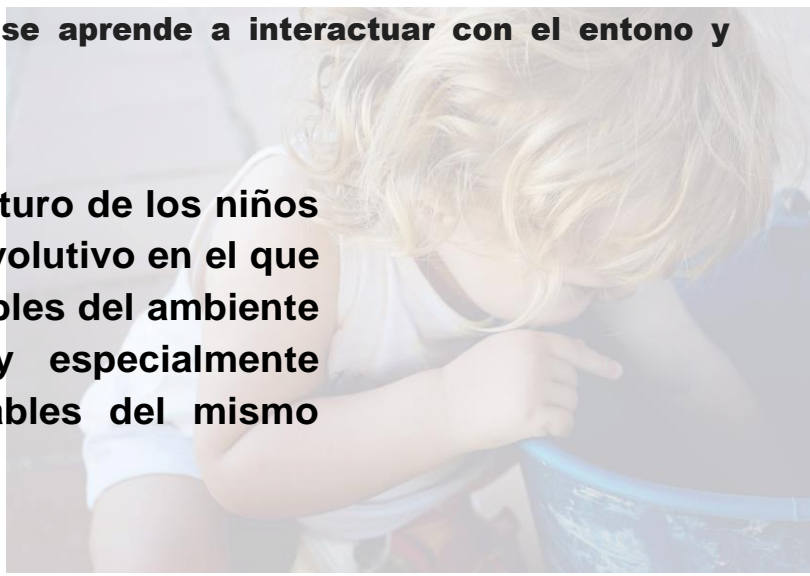 se aprende a interactuar con el entono y
turo de los niños
volutivo en el que
bles del ambiente
y especialmente
ables del mismo